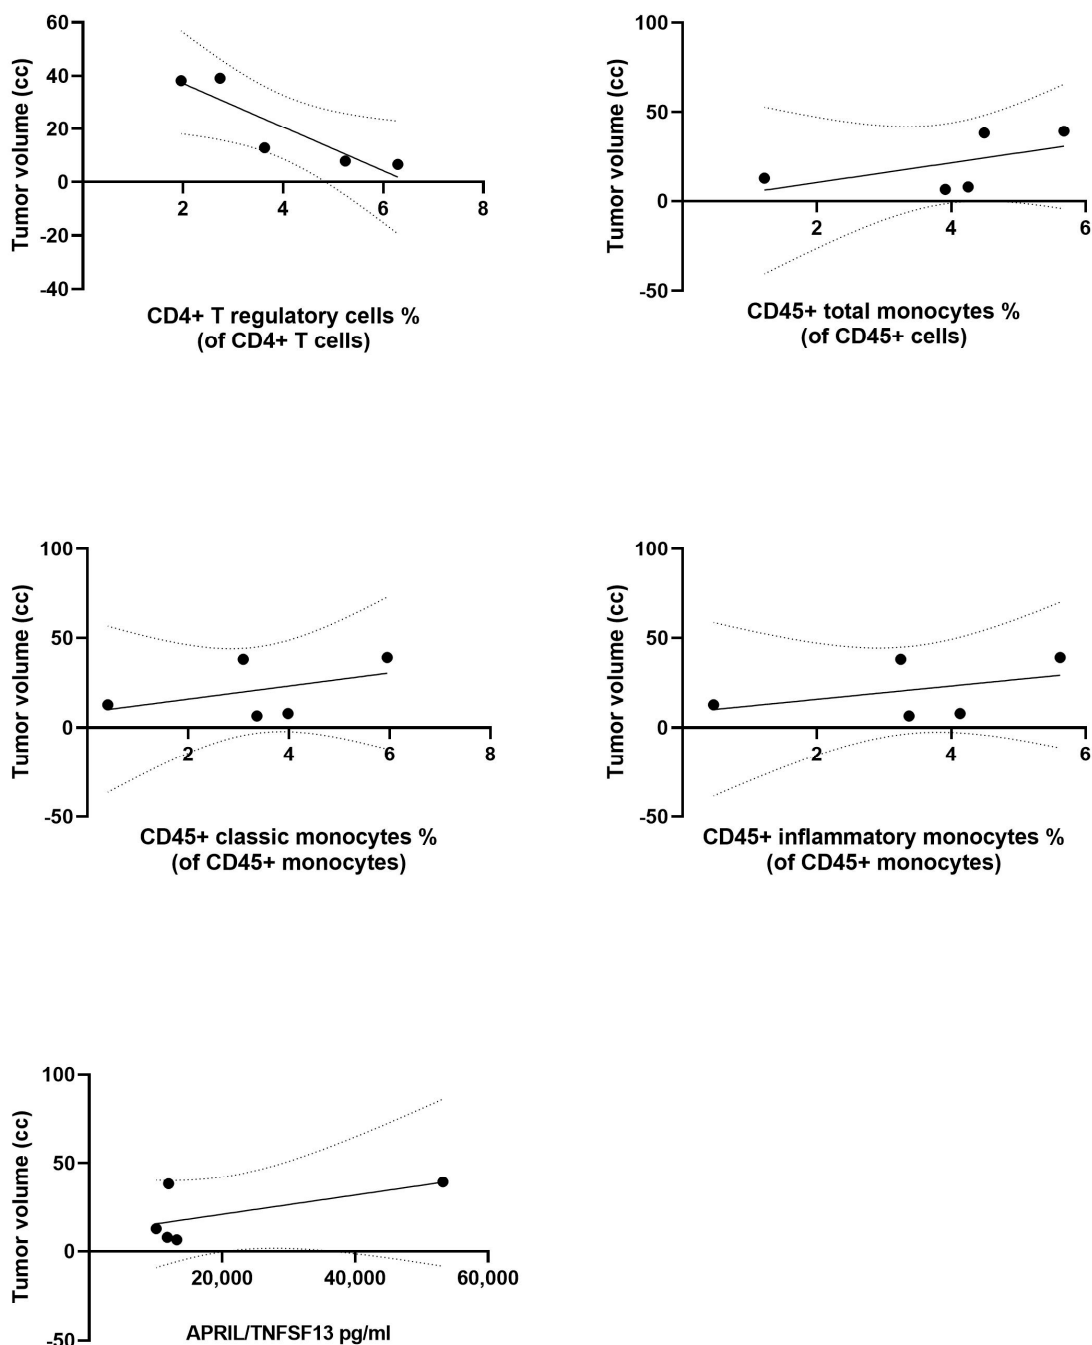 60
40
20
0
-20
-40
2
4
6
8
Tumor volume (cc)
CD4+ T regulatory cells %
(of CD4+ T cells)
100
50
0
-50
2
4
6
Tumor volume (cc)
CD45+ total monocytes %
(of CD45+ cells)
100
50
0
-50
2
4
6
8
Tumor volume (cc)
CD45+ classic monocytes %
(of CD45+ monocytes)
100
50
0
-50
2
4
6
Tumor volume (cc)
CD45+ inflammatory monocytes %
(of CD45+ monocytes)
100
50
0
-50
20,000
40,000
60,000
Tumor volume (cc)
APRIL/TNFSF13 pg/ml